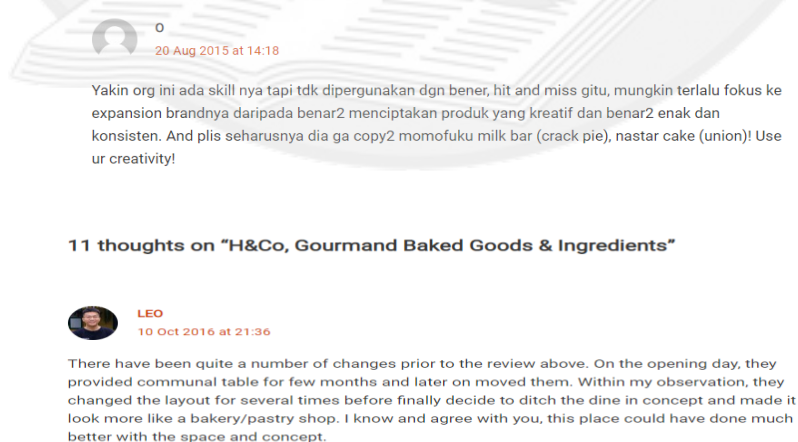 O
20 Aug 2015 at 14:18
Yakin org ini ada skill nya tapi tdk dipergunakan dgn bener, hit and miss gitu, mungkin terlalu fokus ke
expansion brandnya daripada benar2 menciptakan produk yang kreatif dan benar2 enak dan
konsisten. And plis seharusnya dia ga copy2 momofuku milk bar (crack pie), nastar cake (union)! Use
ur creativity!
11 thoughts on “H&Co, Gourmand Baked Goods & Ingredients”
LEO
10 Oct 2016 at 21:36
There have been quite a number of changes prior to the review above. On the opening day, they
provided communal table for few months and later on moved them. Within my observation, they
changed the layout for several times before finally decide to ditch the dine in concept and made it
look more like a bakery/pastry shop. I know and agree with you, this place could have done much
better with the space and concept.